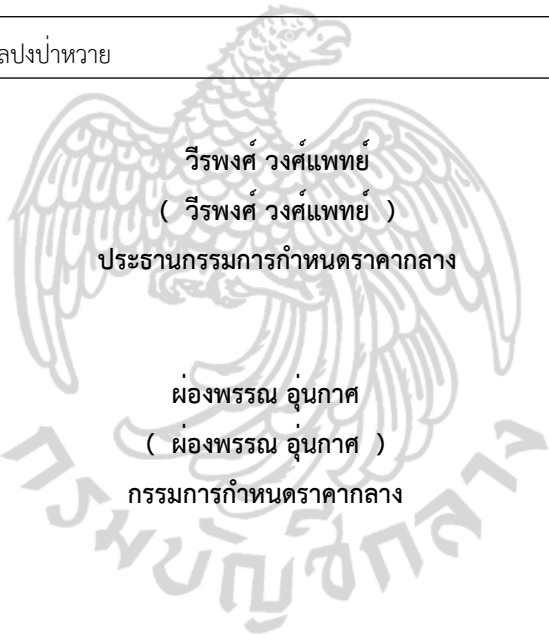 ลปงป่าหวาย
วีรพงศ์ วงศ์แพทย์
( วีรพงศ์ วงศ์แพทย์ )
ประธานกรรมการกำหนดราคากลาง
ผ่องพรรณ อุ่นกาศ
( ผ่องพรรณ อุ่นกาศ )
กรรมการกำหนดราคากลาง
กรมบัญชีกลาง